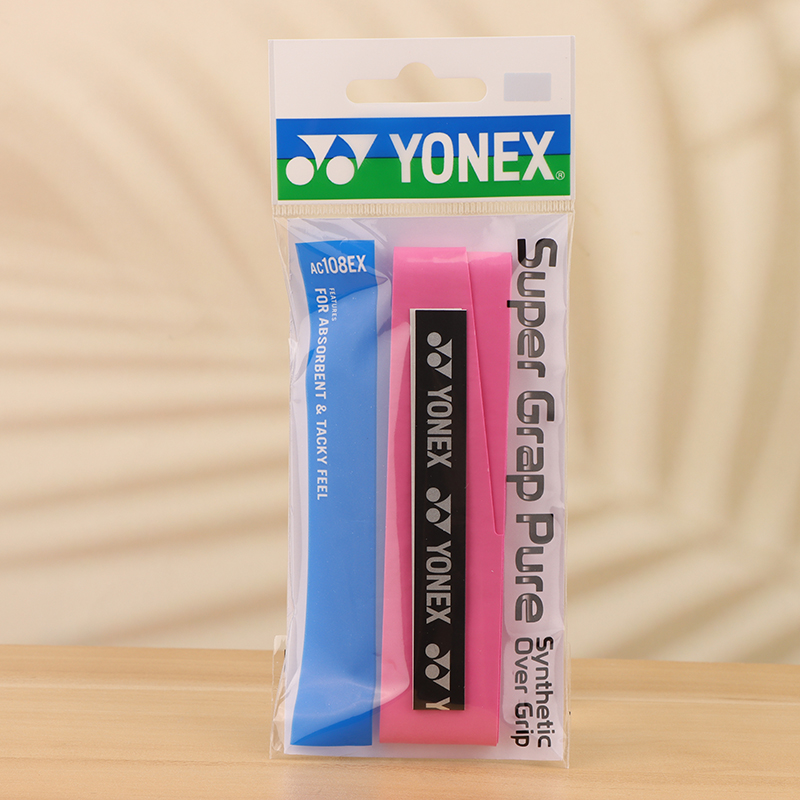 YONEX®
AC108EX
FEATURES
FOR ABSORBENT & TACKY FEEL
YONEX YONEX Y
Super Grap Pure
Synthetic
Over Grip